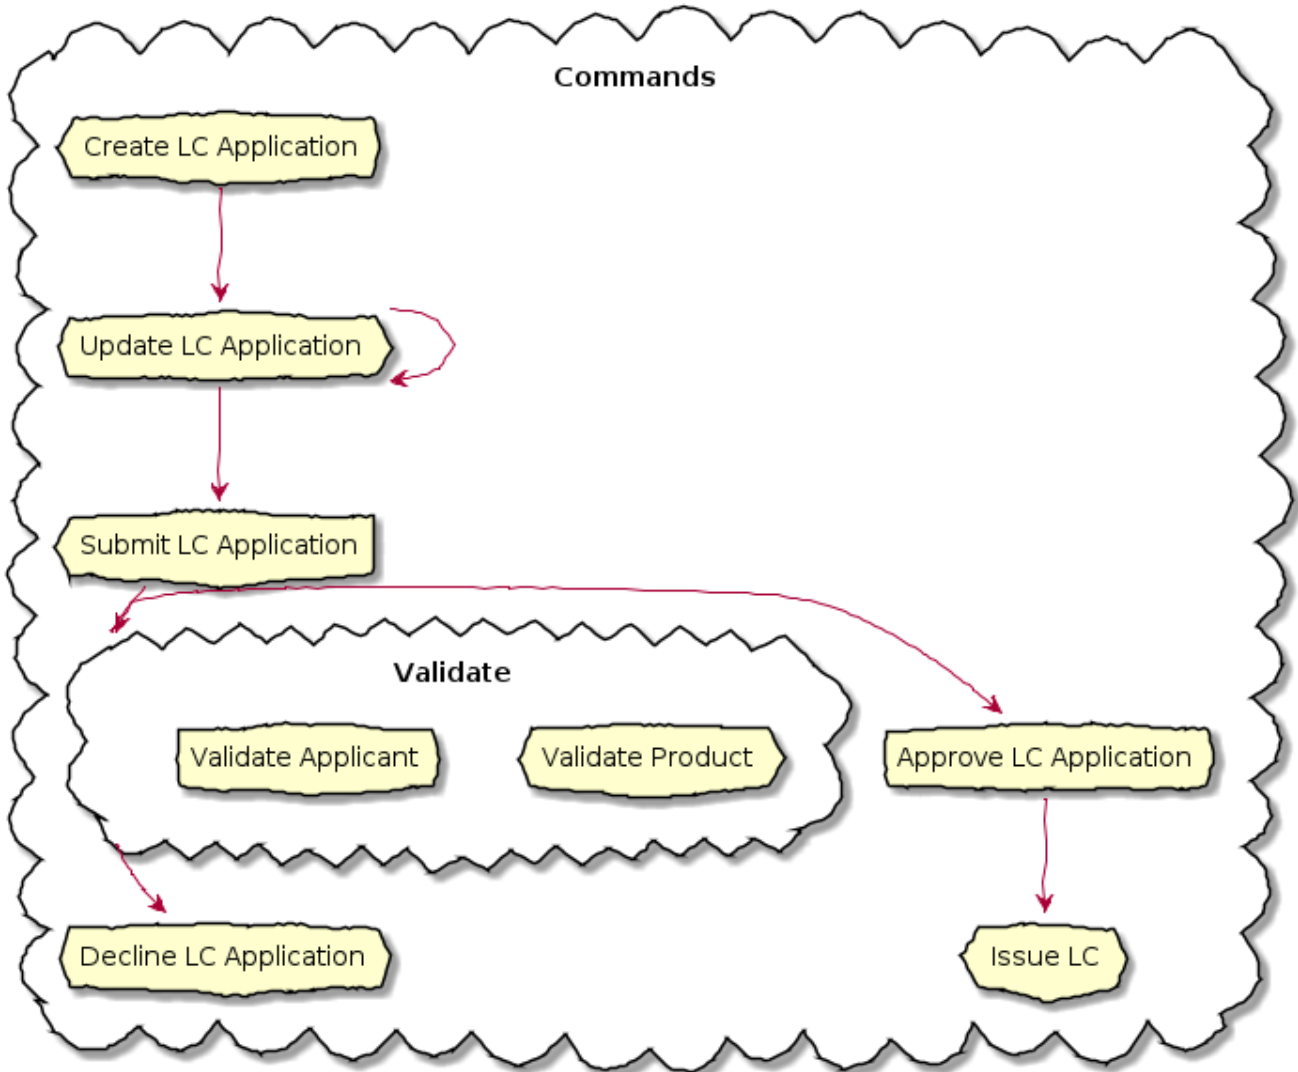 Commands
Create LC Application
Update LC Application
Submit LC Application
Validate
Validate Applicant
Validate Product
Approve LC Application
Decline LC Application
Issue LC